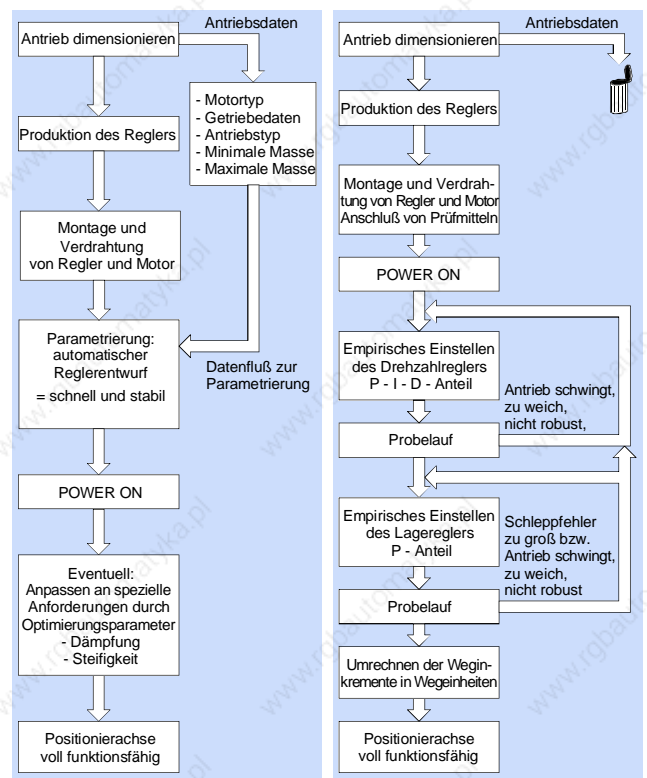 Antriebsdaten
Antrieb dimensionieren
- Motortyp
- Getriebedaten
- Antriebstyp
- Minimale Masse
- Maximale Masse
Produktion des Reglers
Montage und
Verdrahtung
von Regler und Motor
Parametrierung:
automatischer
Reglerentwurf
= schnell und stabil
Datenfluß zur
Parametrierung
POWER ON
Eventuell:
Anpassen an spezielle
Anforderungen durch
Optimierungsparameter
- Dämpfung
- Steifigkeit
Positionierachse
voll funktionsfähig
Antriebsdaten
Antrieb dimensionieren
Produktion des Reglers
Montage und Verdrah-
tung von Regler und Motor
Anschluß von Prüfmitteln
POWER ON
Empirisches Einstellen
des Drehzahlreglers
P - I - D - Anteil
Antrieb schwingt,
zu weich,
nicht robust,
Probelauf
Empirisches Einstellen
des Lagereglers
P - Anteil
Schleppfehler
zu groß bzw.
Antrieb schwingt,
zu weich,
nicht robust
Probelauf
Umrechnen der Wegin-
kremente in Wegeinheiten
Positionierachse
voll funktionsfähig
www.rgbautomatyka.pl